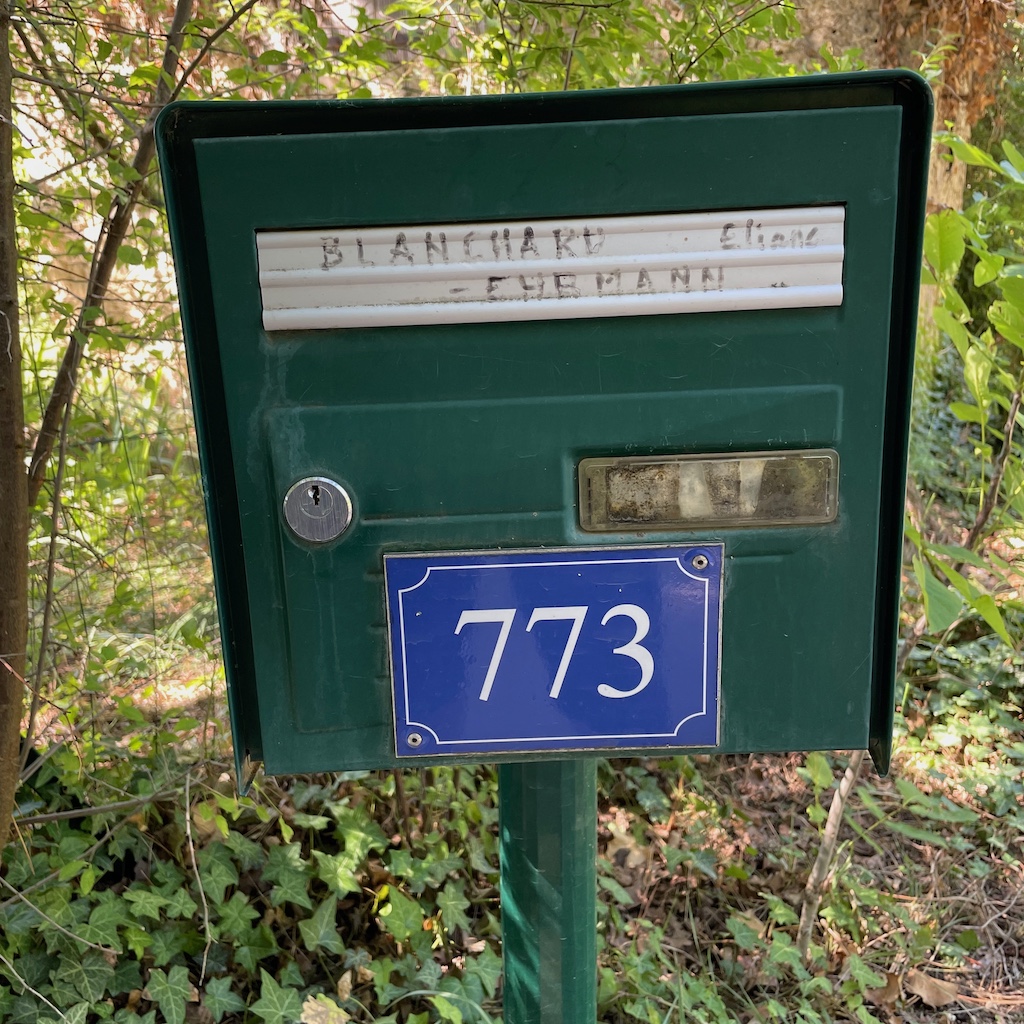 BLANCHARD Eliane
- EHRMANN
773